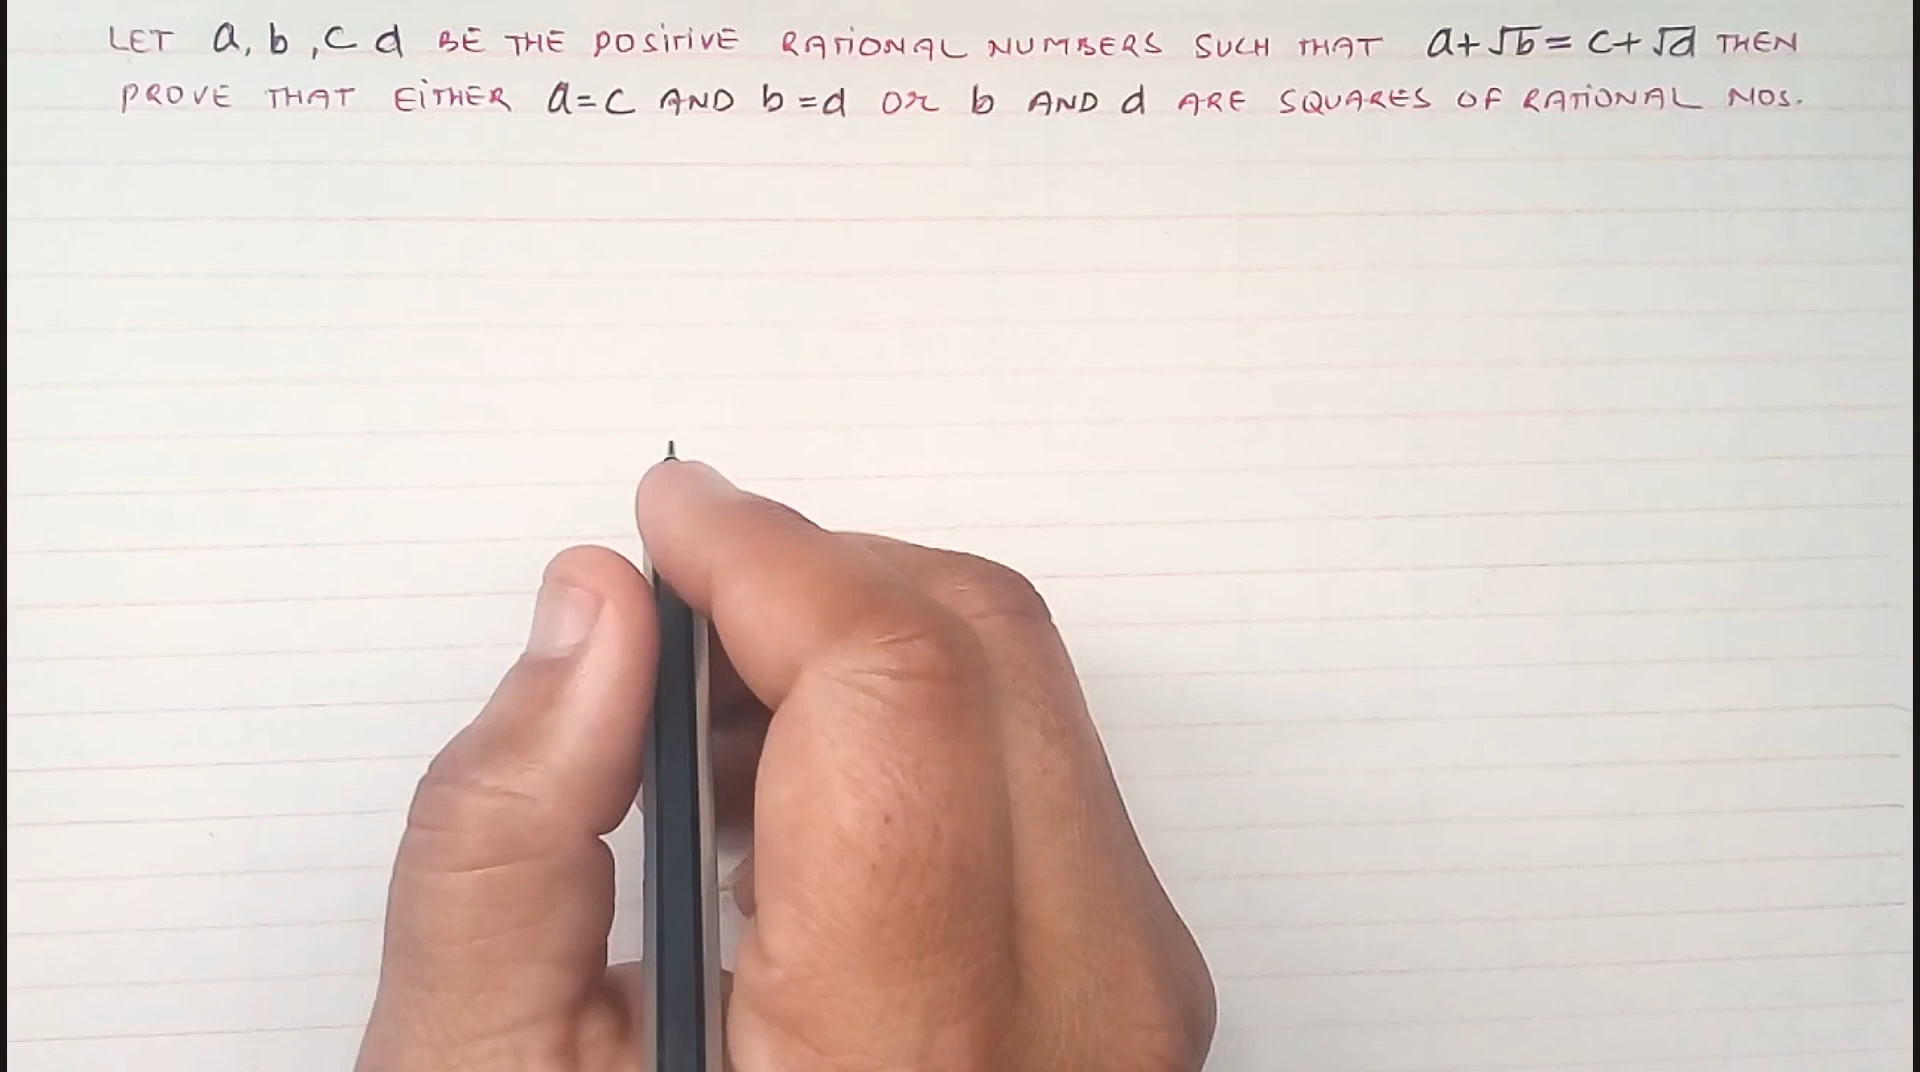 LET a, b, c d BE THE POSITIVE RATIONAL NUMBERS SUCH THAT a+√b = c+√d THEN
PROVE THAT EITHER a=c AND b=d OR b AND d ARE SQUARES OF RATIONAL NOS.